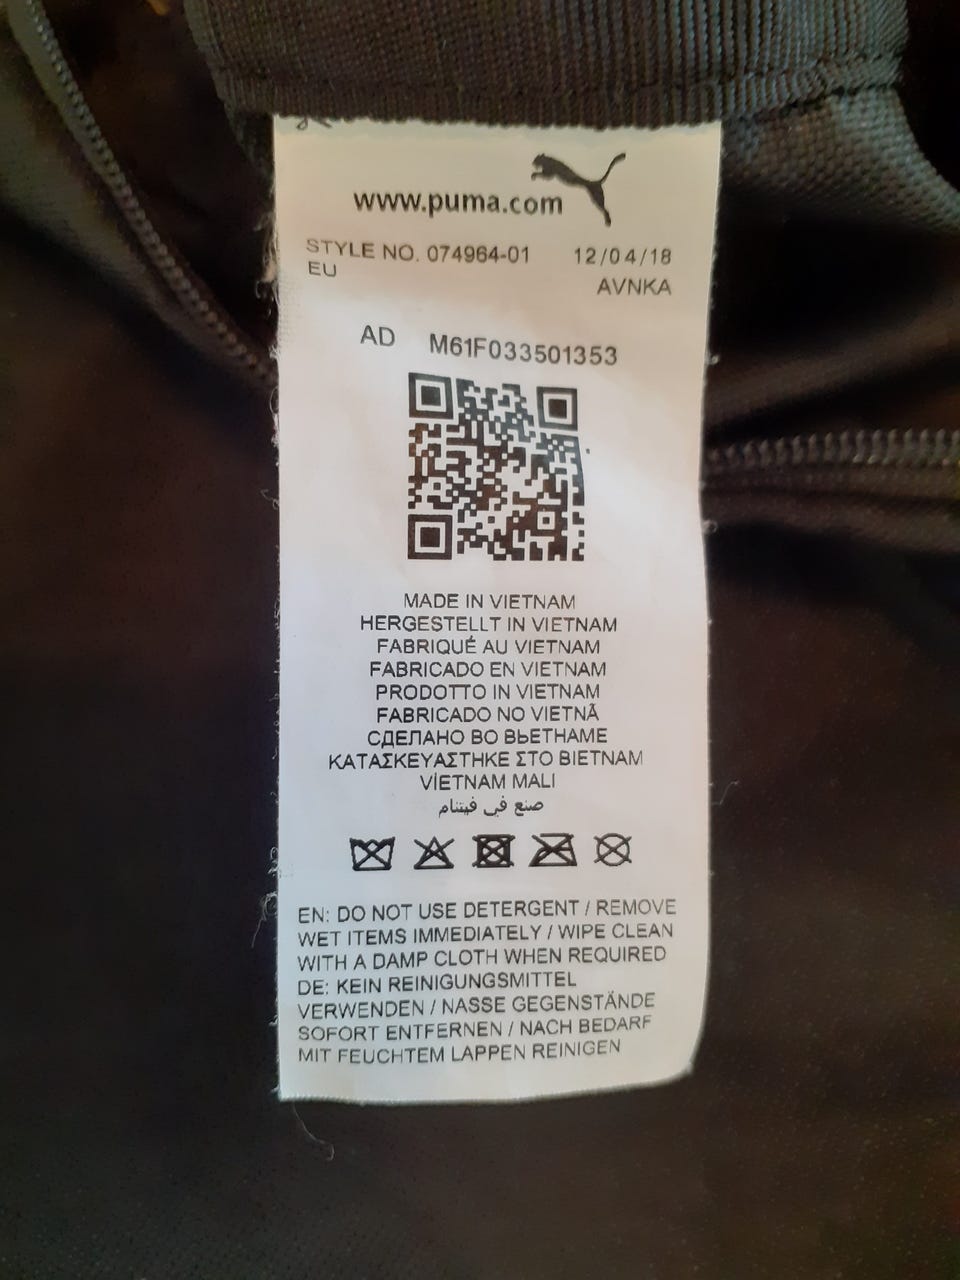 www.puma.com
STYLE NO. 074964-01 12/04/18
EU AVNKA
AD M61F033501353
MADE IN VIETNAM
HERGESTELLT IN VIETNAM
FABRIQUÉ AU VIETNAM
FABRICADO EN VIETNAM
PRODOTTO IN VIETNAM
FABRICADO NO VIETNÃ
СДЕЛАНО ВО ВЬЕТНАМЕ
ΚΑΤΑΣΚΕΥΑΣΤΗΚΕ ΣΤΟ ΒΙΕΤΝΑΜ
VİETNAM MALI
صنع في فيتنام
EN: DO NOT USE DETERGENT / REMOVE
WET ITEMS IMMEDIATELY / WIPE CLEAN
WITH A DAMP CLOTH WHEN REQUIRED
DE: KEIN REINIGUNGSMITTEL
VERWENDEN / NASSE GEGENSTÄNDE
SOFORT ENTFERNEN / NACH BEDARF
MIT FEUCHTEM LAPPEN REINIGEN